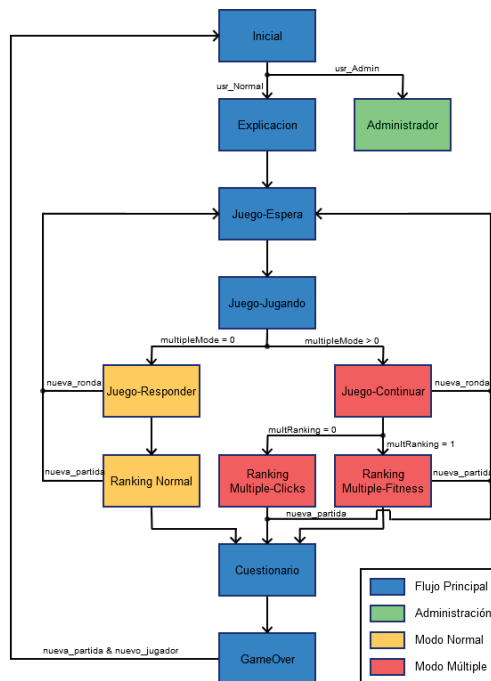 Inicial
usr_Admin
usr_Normal
Explicacion
Administrador
Juego-Espera
Juego-Jugando
multipleMode = 0
multipleMode > 0
nueva_ronda
Juego-Responder
Juego-Continuar
nueva_ronda
multRanking = 0
multRanking = 1
nueva_partida
Ranking Normal
Ranking
Multiple-Clicks
Ranking
Multiple-Fitness
nueva_partida
nueva_partida
Cuestionario
nueva_partida & nuevo_jugador
GameOver
Flujo Principal
Administración
Modo Normal
Modo Múltiple